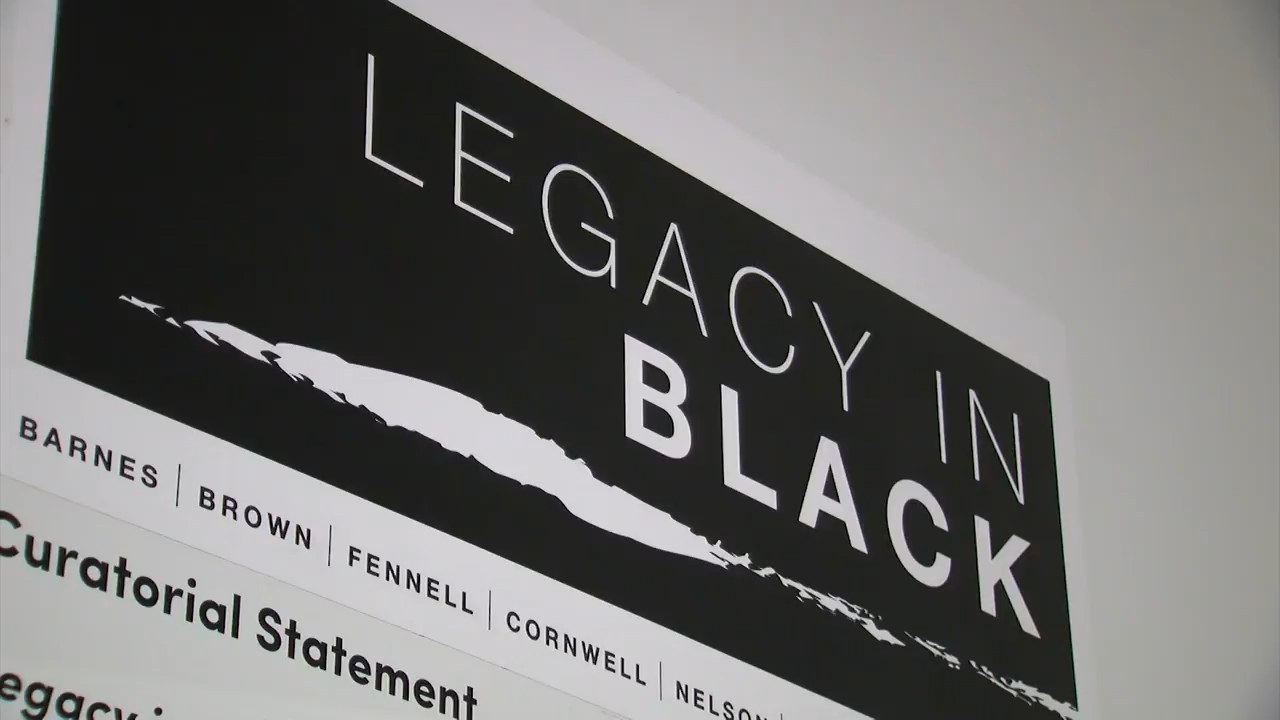 LEGACY IN
BLACK
BARNES | BROWN | FENNELL | CORNWELL | NELSON |
Curatorial Statement